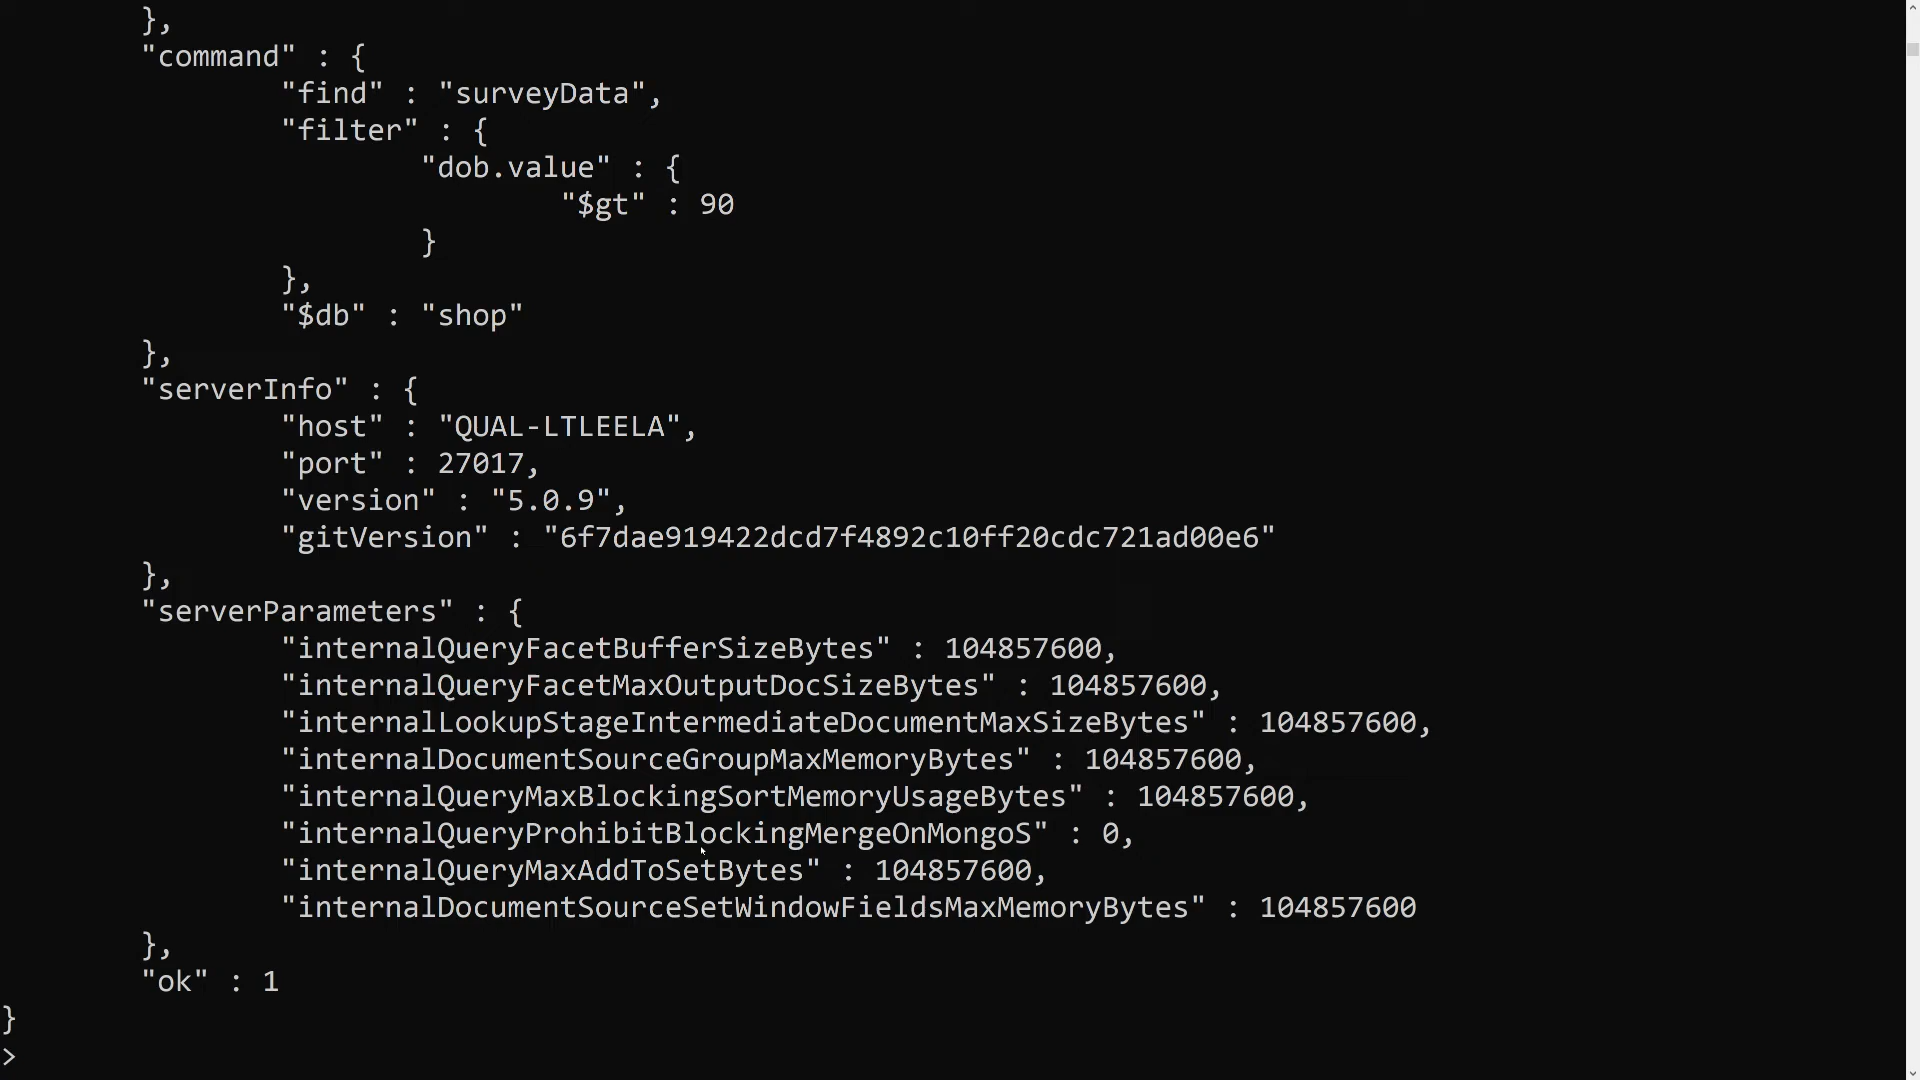 },
"command" : {
"find" : "surveyData",
"filter" : {
"dob.value" : {
"$gt" : 90
}
},
"$db" : "shop"
},
"serverInfo" : {
"host" : "QUAL-LTLEELA",
"port" : 27017,
"version" : "5.0.9",
"gitVersion" : "6f7dae919422dcd7f4892c10ff20cdc721ad00e6"
},
"serverParameters" : {
"internalQueryFacetBufferSizeBytes" : 104857600,
"internalQueryFacetMaxOutputDocSizeBytes" : 104857600,
"internalLookupStageIntermediateDocumentMaxSizeBytes" : 104857600,
"internalDocumentSourceGroupMaxMemoryBytes" : 104857600,
"internalQueryMaxBlockingSortMemoryUsageBytes" : 104857600,
"internalQueryProhibitBlockingMergeOnMongoS" : 0,
"internalQueryMaxAddToSetBytes" : 104857600,
"internalDocumentSourceSetWindowFieldsMaxMemoryBytes" : 104857600
},
"ok" : 1
}
>